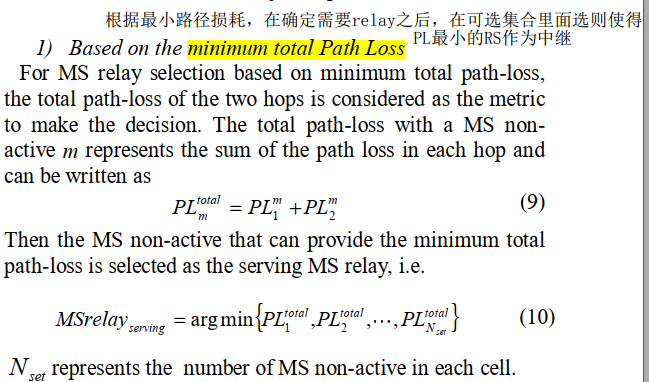 根据最小路径损耗，在确定需要relay之后，在可选集合里面选则使得
PL最小的RS作为中继
1) Based on the minimum total Path Loss
For MS relay selection based on minimum total path-loss,
the total path-loss of the two hops is considered as the metric
to make the decision. The total path-loss with a MS non-
active m represents the sum of the path loss in each hop and
can be written as
PL_m^{total} = PL_1^m + PL_2^m (9)
Then the MS non-active that can provide the minimum total
path-loss is selected as the serving MS relay, i.e.
MSrelay_{serving} = arg min{PL_1^{total}, PL_2^{total}, ⋯, PL_{N_{set}}^{total}} (10)
N_{set} represents the number of MS non-active in each cell.